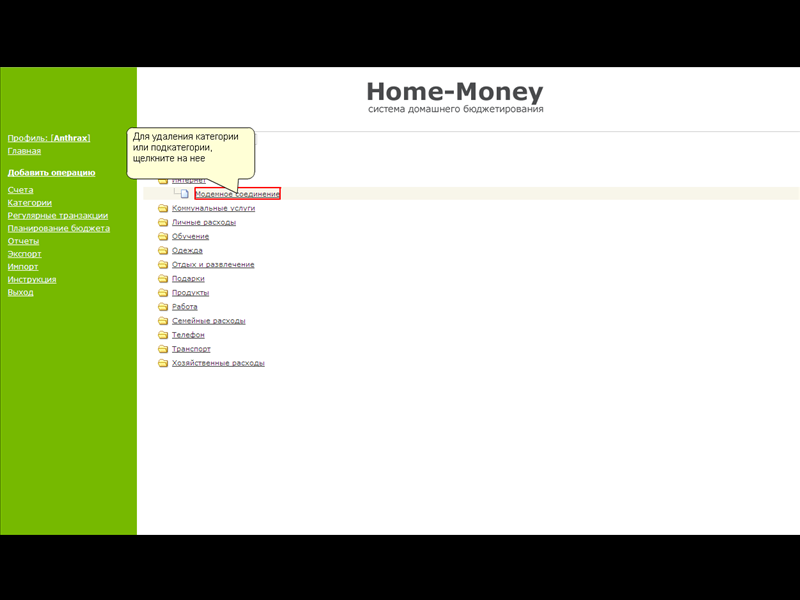 Home-Money
система домашнего бюджетирования
Профиль: [Anthrax]
Главная
Добавить операцию
Счета
Категории
Регулярные транзакции
Планирование бюджета
Отчеты
Экспорт
Импорт
Инструкция
Выход
Для удаления категории
или подкатегории,
щелкните на нее
Интернет
Модемное соединение
Коммунальные услуги
Личные расходы
Обучение
Одежда
Отдых и развлечение
Подарки
Продукты
Работа
Семейные расходы
Телефон
Транспорт
Хозяйственные расходы